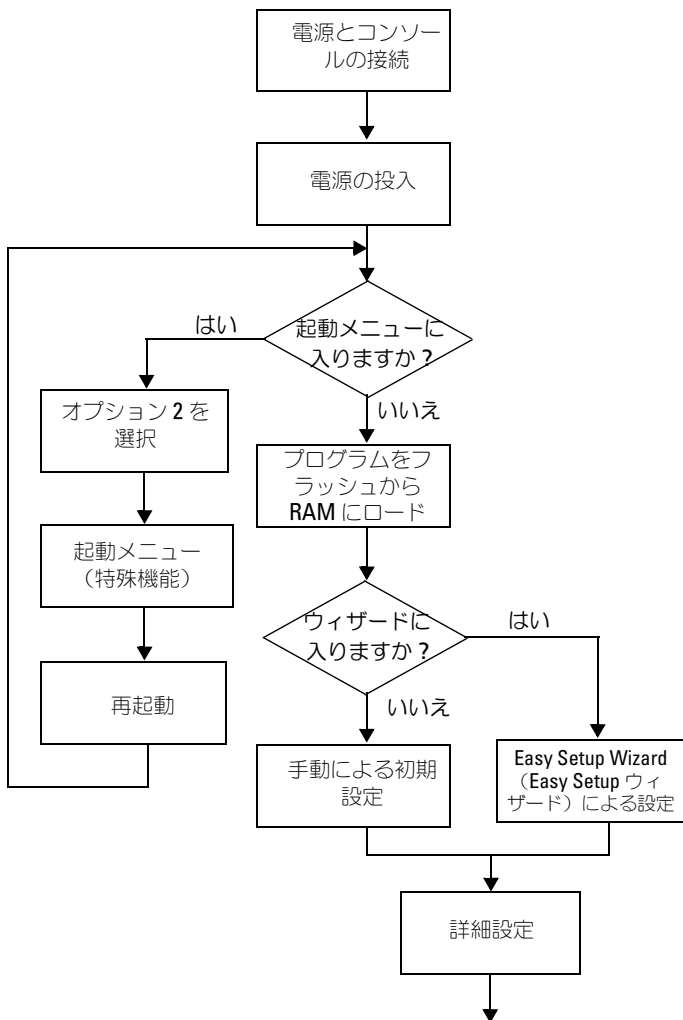 電源とコンソー
ルの接続
電源の投入
起動メニューに
入りますか？
はい
いいえ
オプション 2 を
選択
プログラムをフ
ラッシュから
RAM にロード
起動メニュー
（特殊機能）
ウィザードに
入りますか？
はい
いいえ
再起動
手動による初期
設定
Easy Setup Wizard
（Easy Setup ウィ
ザード）による設定
詳細設定